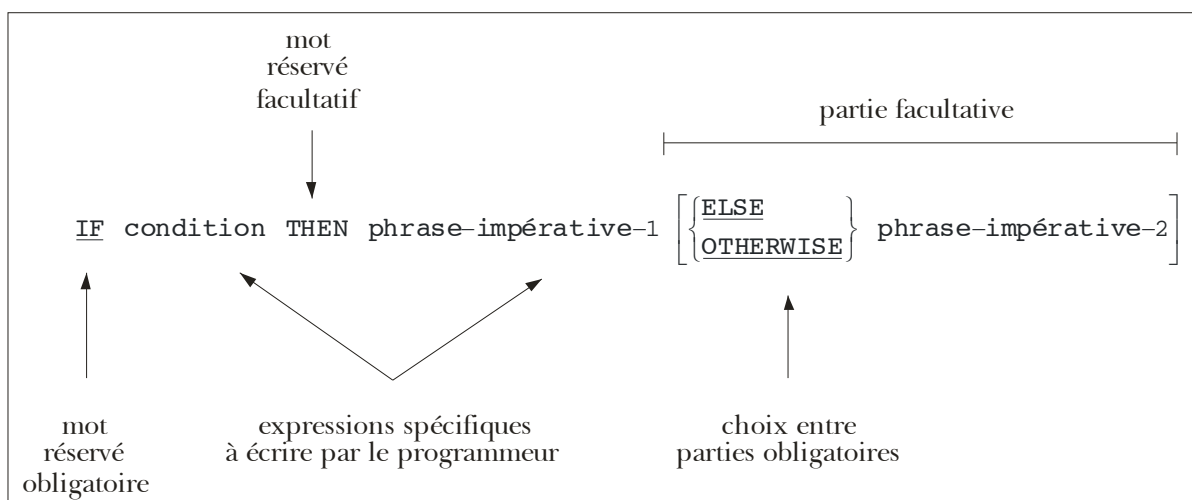 mot
réservé
facultatif
partie facultative
IF condition THEN phrase–impérative–1 [{ELSE
OTHERWISE} phrase–impérative–2]
mot
réservé
obligatoire
expressions spécifiques
à écrire par le programmeur
choix entre
parties obligatoires